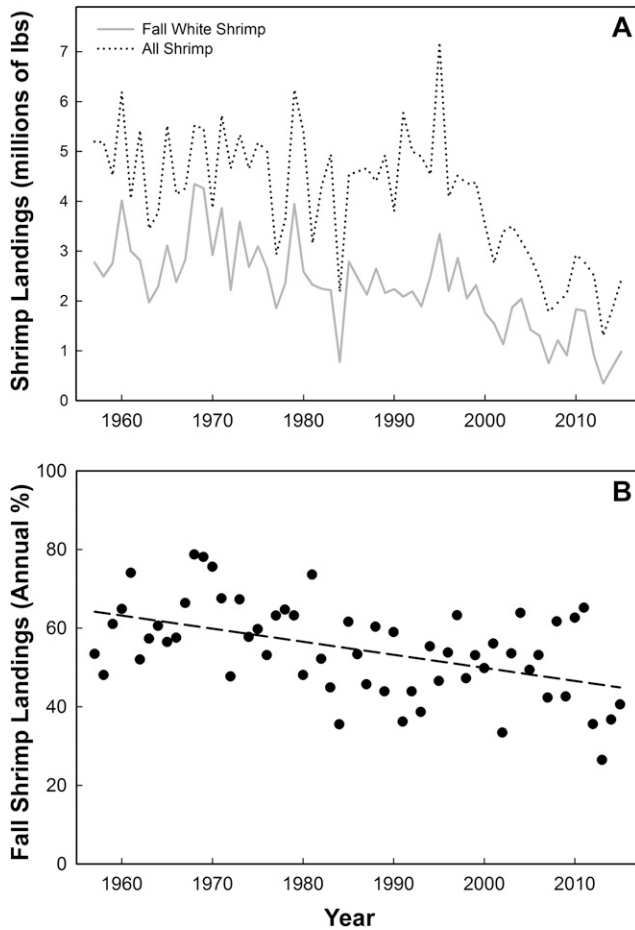 A
Fall White Shrimp
All Shrimp
Shrimp Landings (millions of lbs)
7
6
5
4
3
2
1
0
1960 1970 1980 1990 2000 2010
B
Fall Shrimp Landings (Annual %)
100
80
60
40
20
0
1960 1970 1980 1990 2000 2010
Year